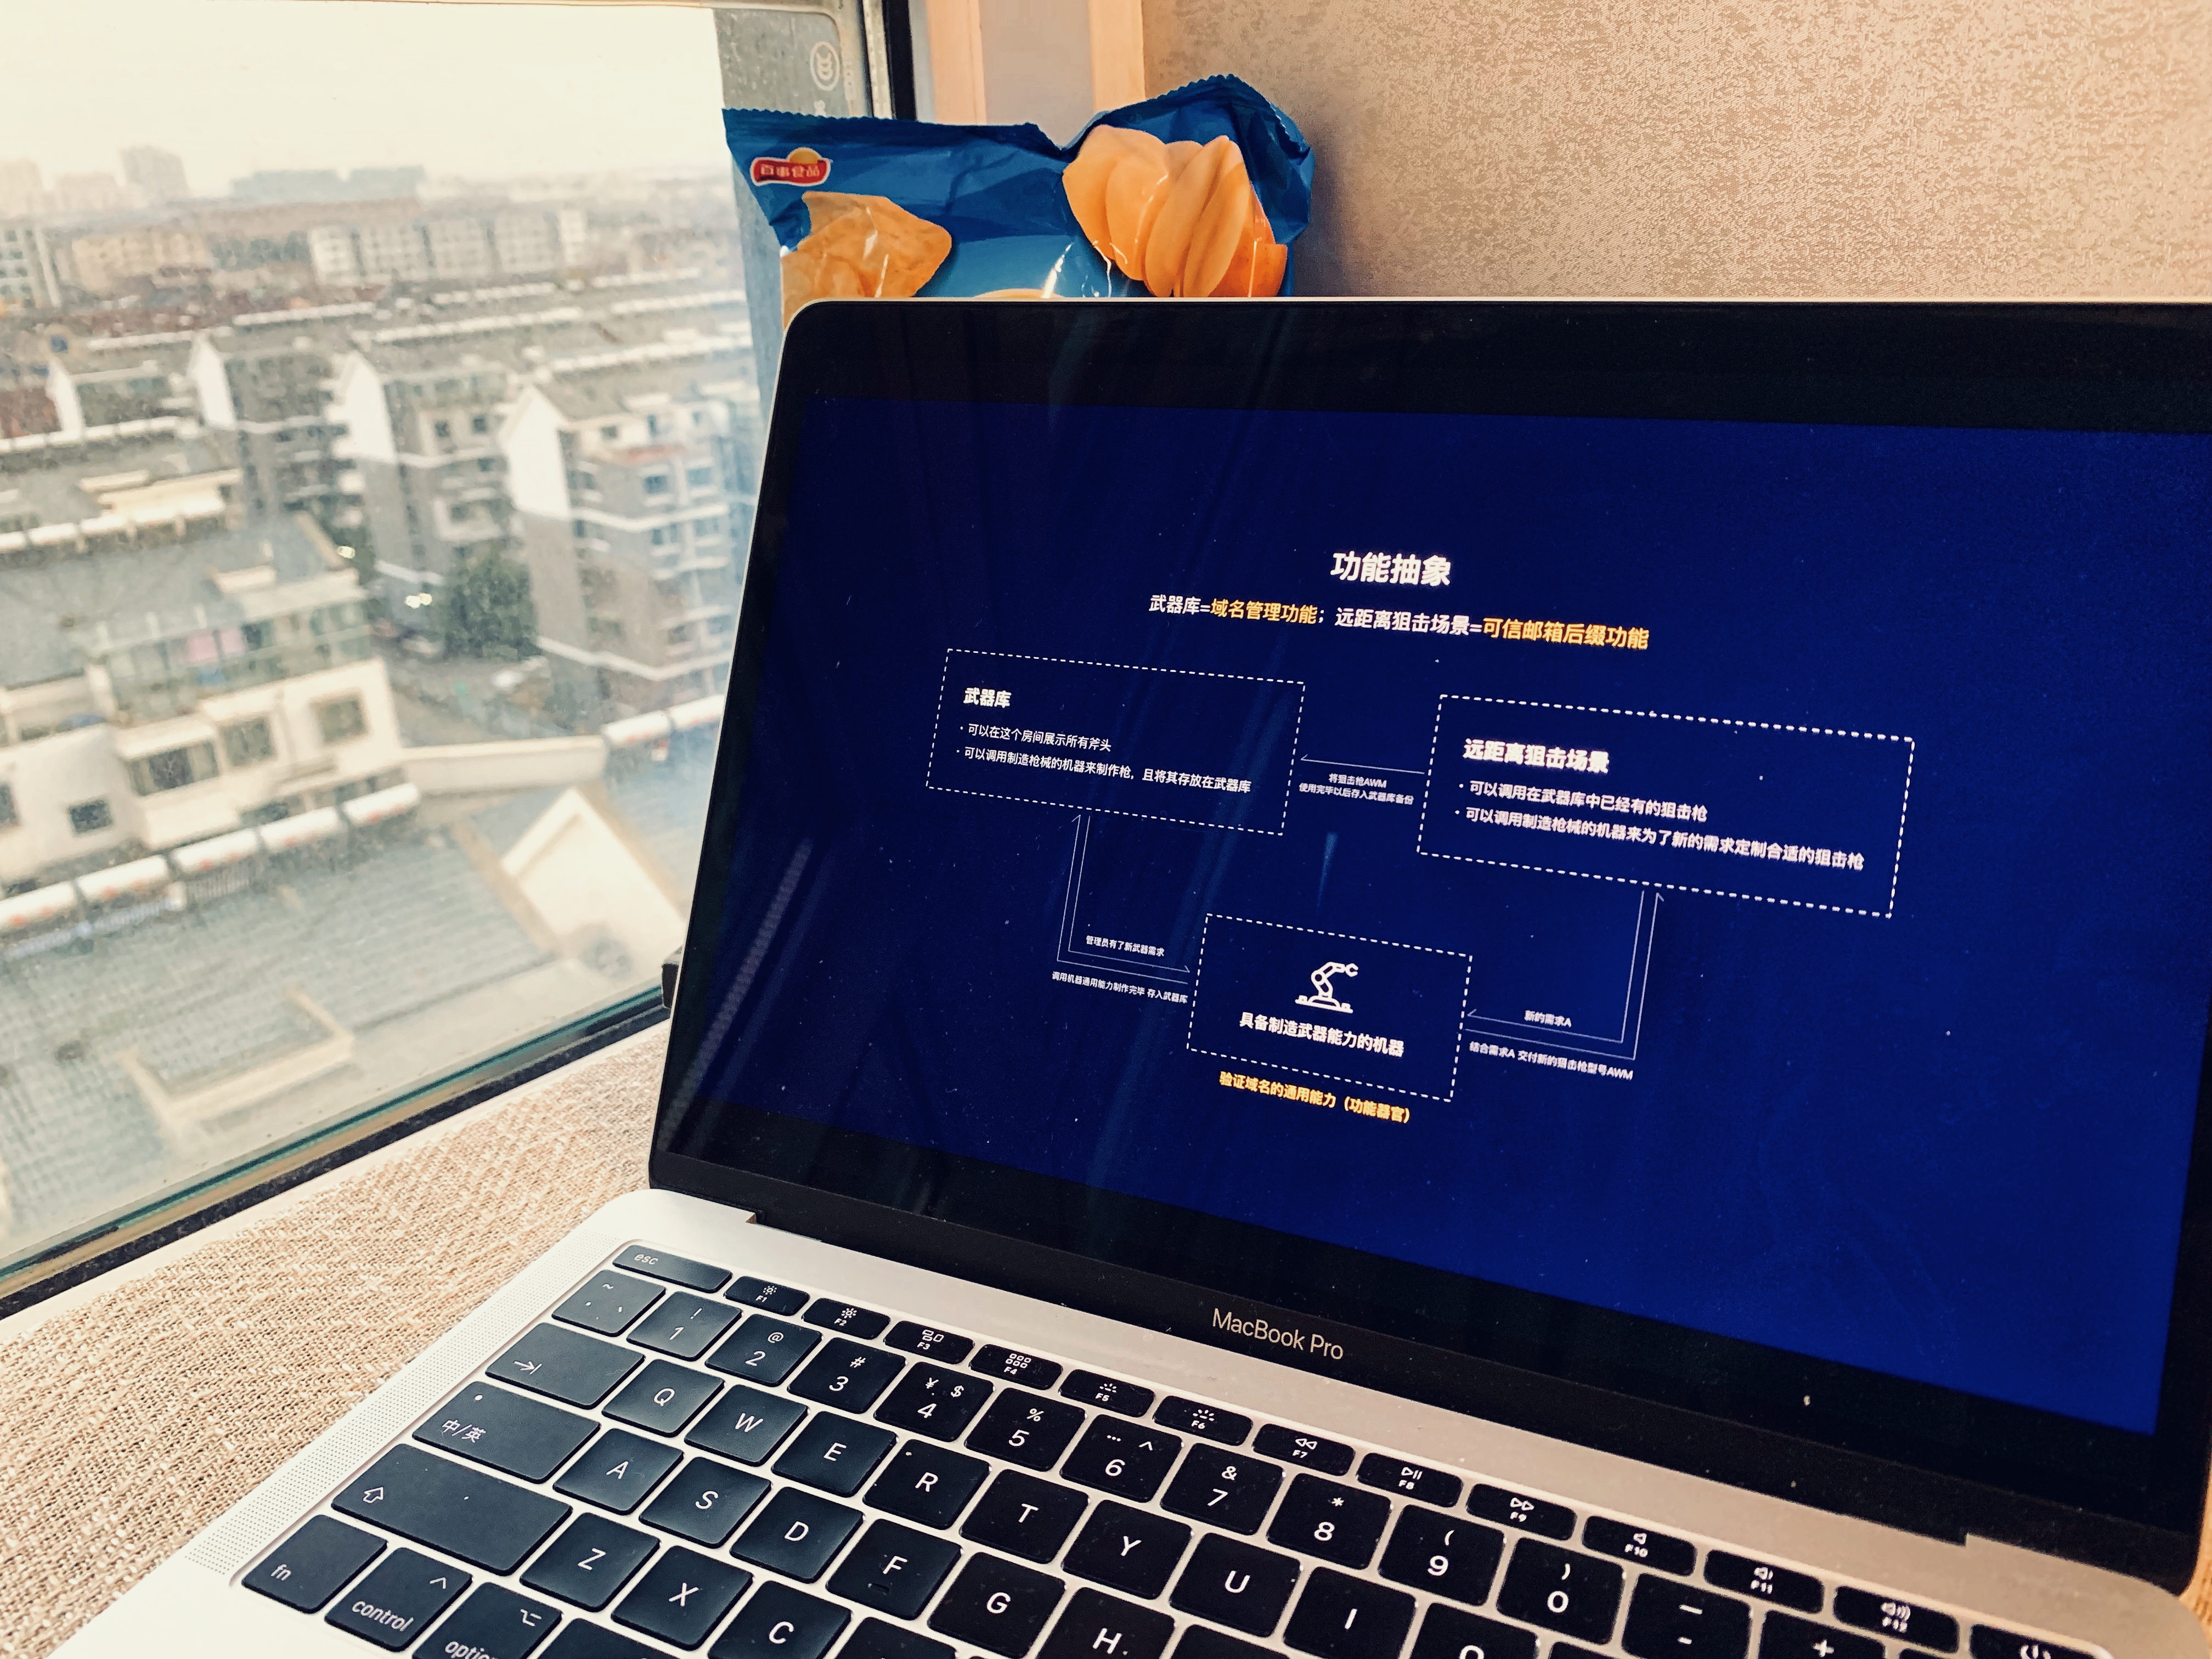 百事食品
功能抽象
武器库=域名管理功能；远距离狙击场景=可信邮箱后缀功能
武器库
· 可以在这个房间展示所有斧头
· 可以调用制造枪械的机器来制作枪，且将其存放在武器库
将狙击枪AWM
使用完毕以后存入武器库备份
远距离狙击场景
· 可以调用在武器库中已经有的狙击枪
· 可以调用制造枪械的机器来为了新的需求定制合适的狙击枪
管理员有了新武器需求
调用机器通用能力制作完毕 存入武器库
具备制造武器能力的机器
新的需求A
结合需求A 交付新的狙击枪型号AWM
验证域名的通用能力（功能器官）
MacBook Pro
esc F1 F2 F3 F4 F5 F6 F7 F8 F9 F10 F11 F12
~ ! @ # ¥ $ % … ^ & * ( ) — +
· ` 1 2 3 4 5 6 7 8 9 0 -
Q W E R T Y U I O
中/英 A S D F G H
Z X C
fn control option